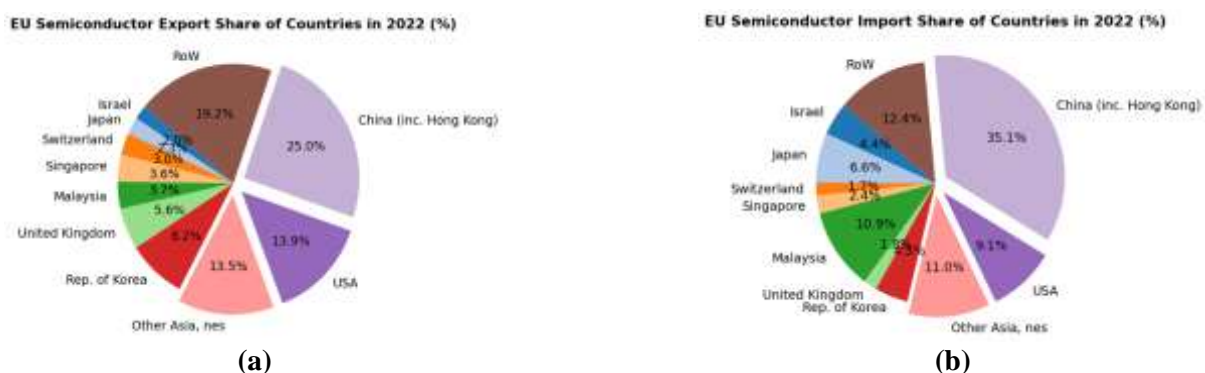 EU Semiconductor Export Share of Countries in 2022 (%)
RoW
19.2%
China (inc. Hong Kong)
25.0%
Israel
Japan
Switzerland
3.0%
Singapore
3.6%
Malaysia
United Kingdom
5.6%
Rep. of Korea
8.2%
Other Asia, nes
13.5%
USA
13.9%
(a)
EU Semiconductor Import Share of Countries in 2022 (%)
RoW
12.4%
China (inc. Hong Kong)
35.1%
Israel
4.4%
Japan
6.6%
Switzerland
1.7%
Singapore
2.4%
Malaysia
10.9%
United Kingdom
Rep. of Korea
Other Asia, nes
11.0%
USA
9.1%
(b)